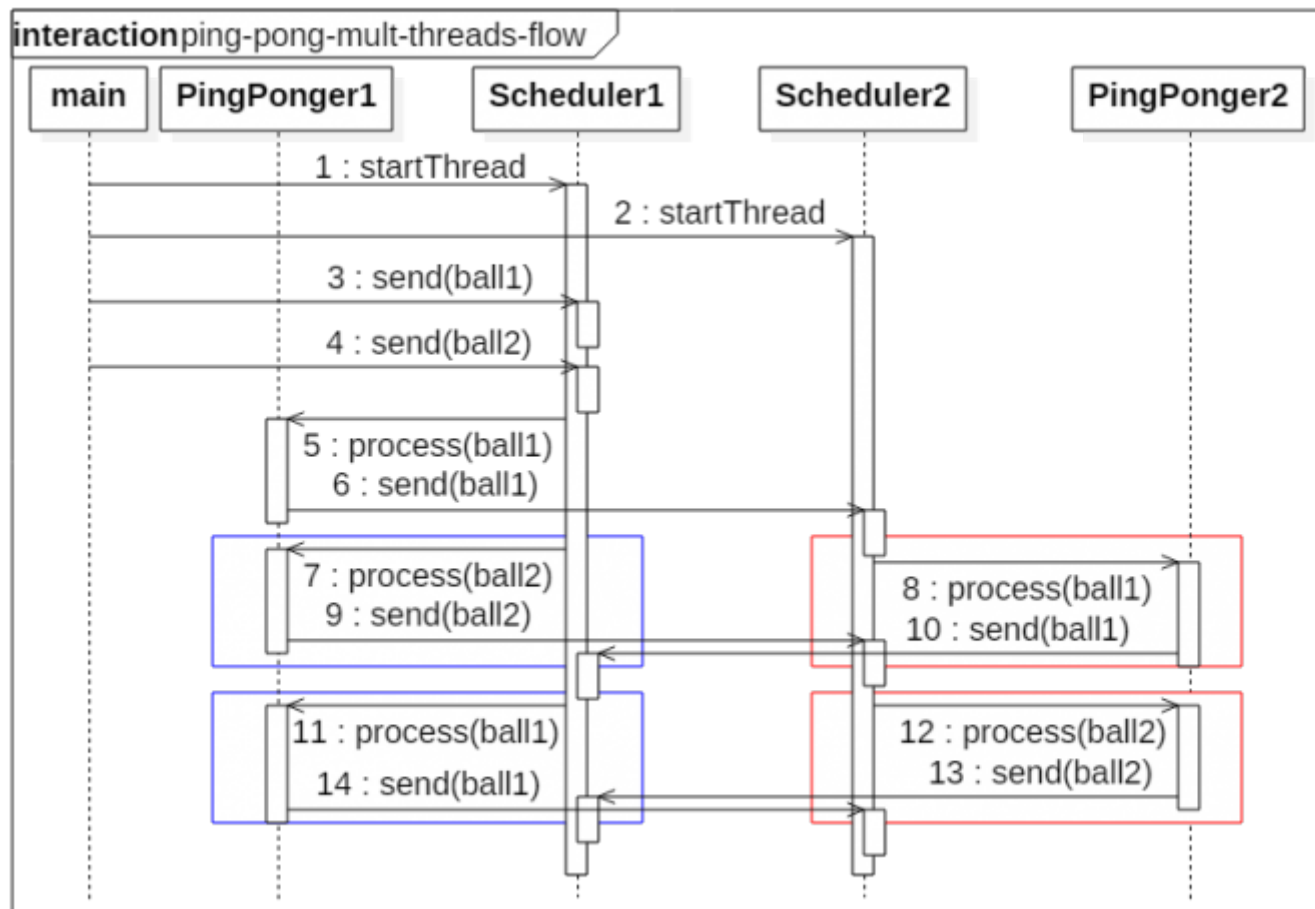 interaction ping-pong-mult-threads-flow
main
PingPonger1
Scheduler1
Scheduler2
PingPonger2
1 : startThread
2 : startThread
3 : send(ball1)
4 : send(ball2)
5 : process(ball1)
6 : send(ball1)
7 : process(ball2)
8 : process(ball1)
9 : send(ball2)
10 : send(ball1)
11 : process(ball1)
12 : process(ball2)
13 : send(ball2)
14 : send(ball1)